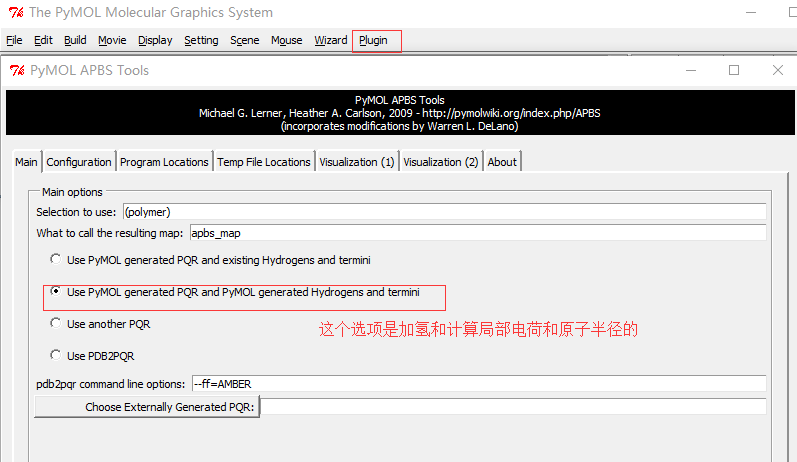 The PyMOL Molecular Graphics System
File Edit Build Movie Display Setting Scene Mouse Wizard Plugin
PyMOL APBS Tools
PyMOL APBS Tools
Michael G. Lerner, Heather A. Carlson, 2009 - http://pymolwiki.org/index.php/APBS
(incorporates modifications by Warren L. DeLano)
Main Configuration Program Locations Temp File Locations Visualization (1) Visualization (2) About
Main options
Selection to use: (polymer)
What to call the resulting map: apbs_map
Use PyMOL generated PQR and existing Hydrogens and termini
Use PyMOL generated PQR and PyMOL generated Hydrogens and termini
Use another PQR
这个选项是加氢和计算局部电荷和原子半径的
Use PDB2PQR
pdb2pqr command line options: --ff=AMBER
Choose Externally Generated PQR: